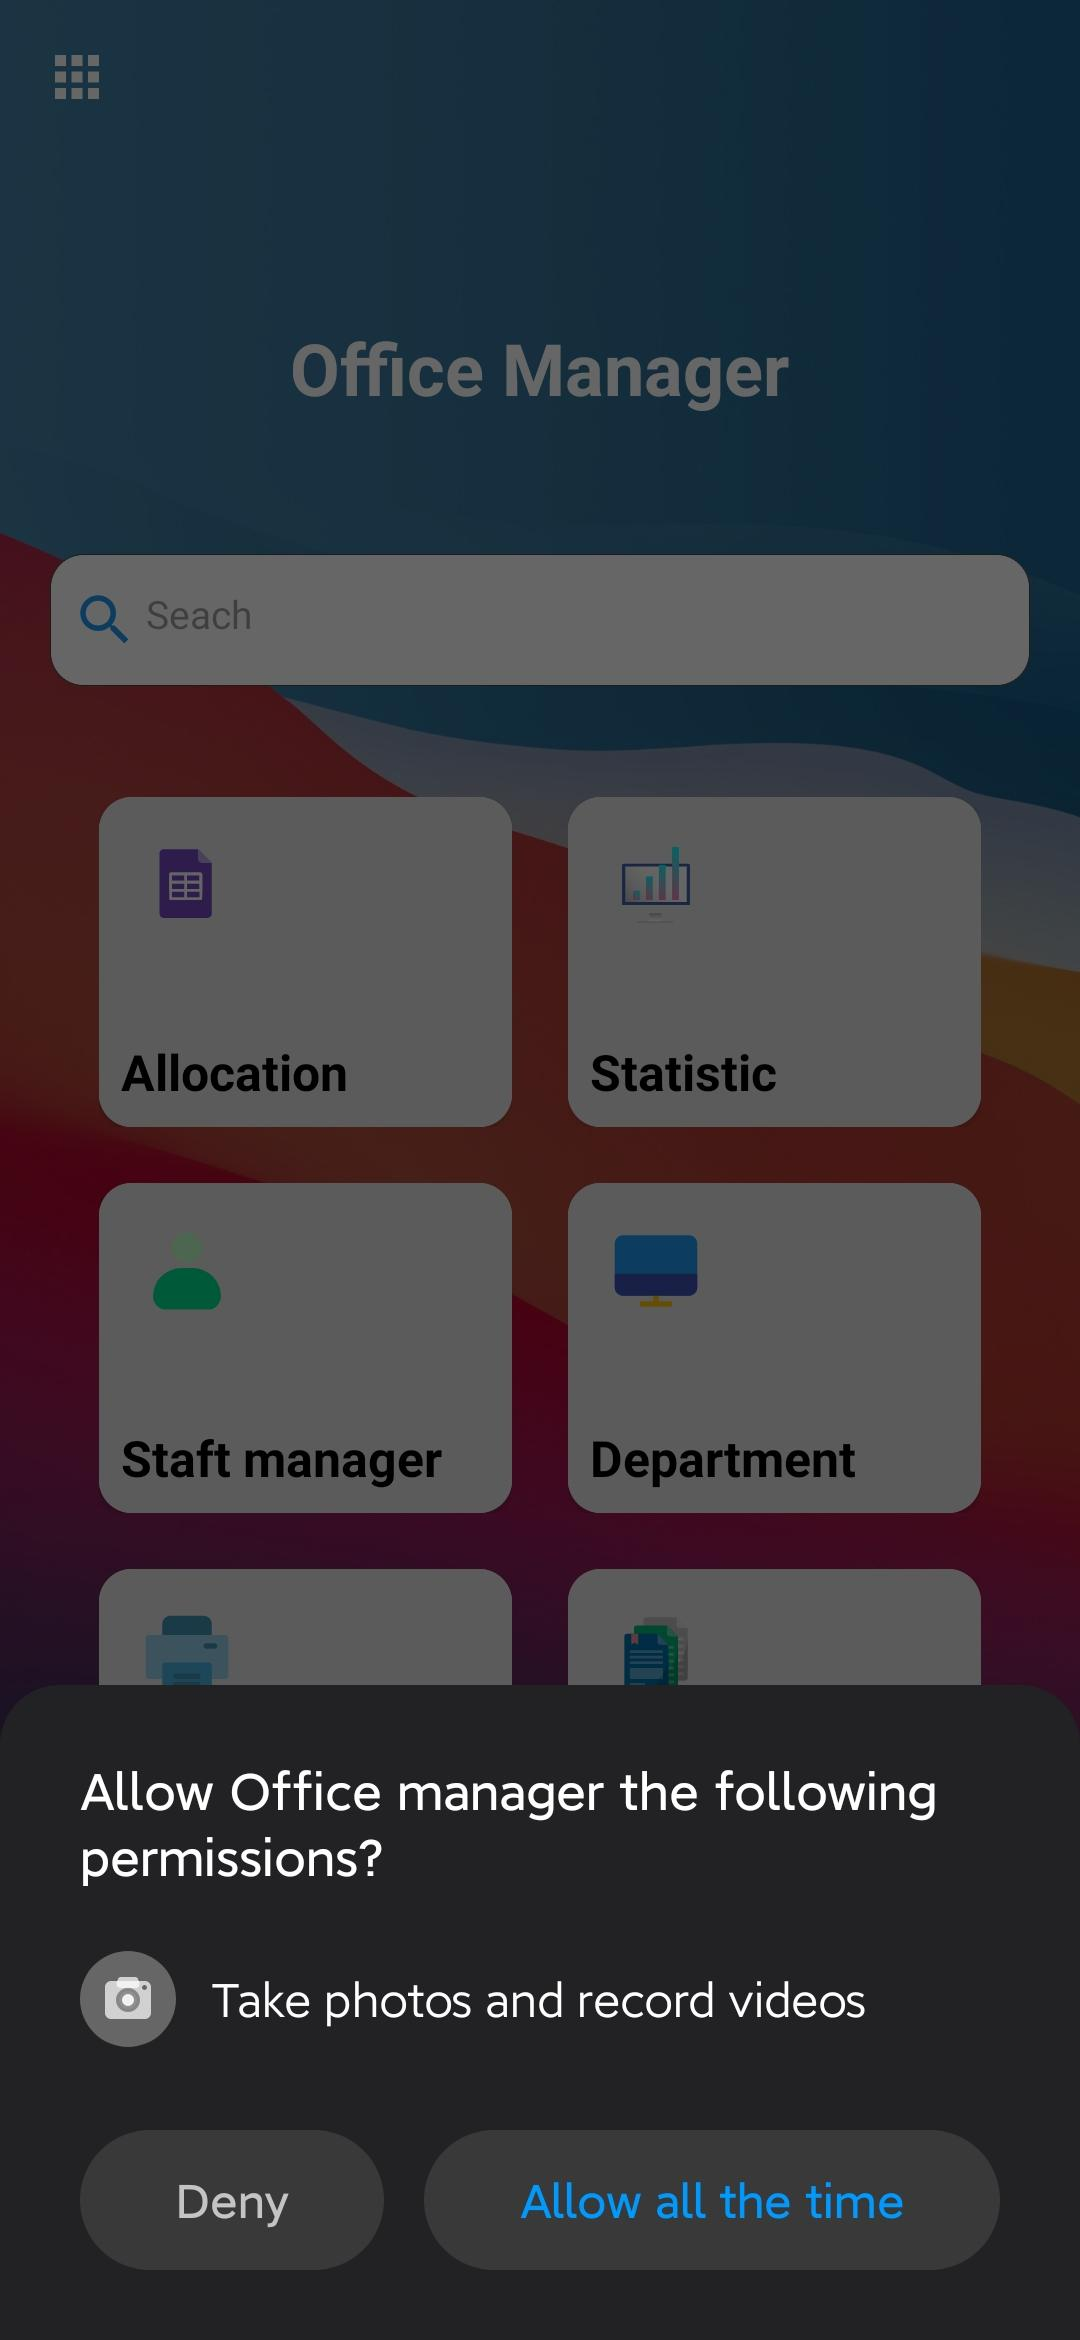 Office Manager
Seach
Allocation
Statistic
Staft manager
Department
Allow Office manager the following
permissions?
Take photos and record videos
Deny
Allow all the time